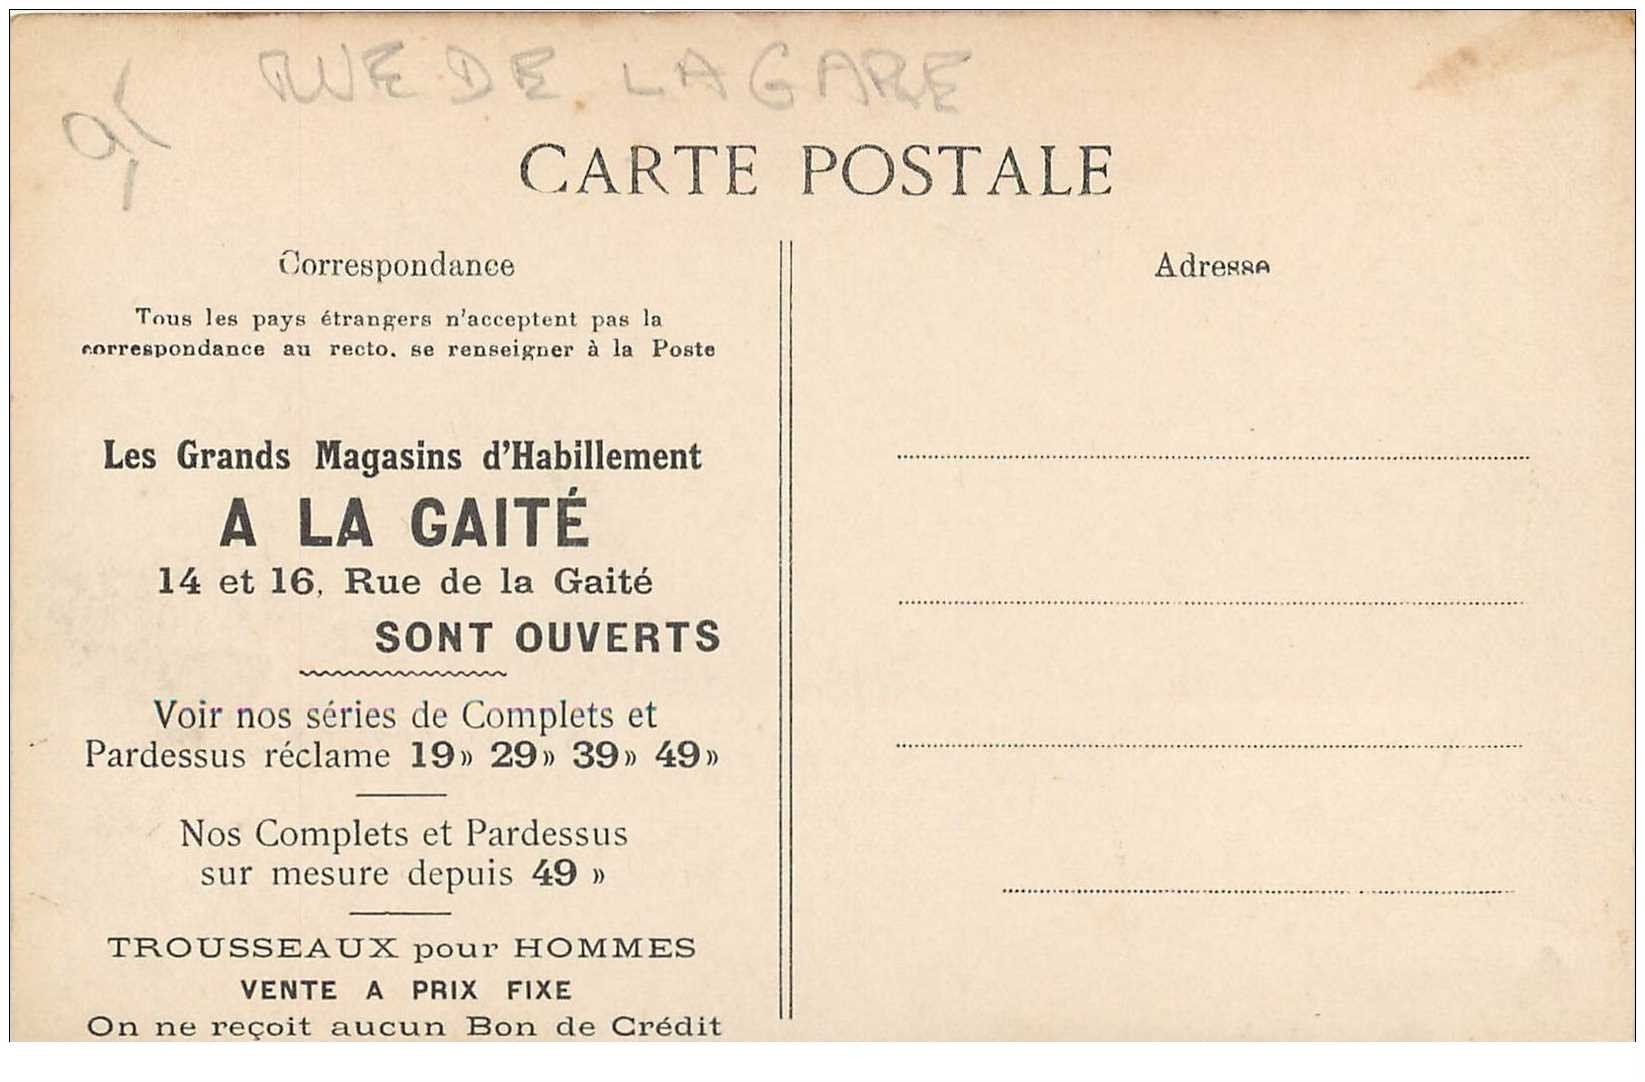 RUE DE LA GARE
CARTE POSTALE
Correspondance
Tous les pays étrangers n'acceptent pas la
correspondance au recto. se renseigner à la Poste
Les Grands Magasins d'Habillement
A LA GAITÉ
14 et 16, Rue de la Gaité
SONT OUVERTS
Voir nos séries de Complets et
Pardessus réclame 19» 29» 39» 49»
Nos Complets et Pardessus
sur mesure depuis 49 »
TROUSSEAUX pour HOMMES
VENTE A PRIX FIXE
On ne reçoit aucun Bon de Crédit
Adresse